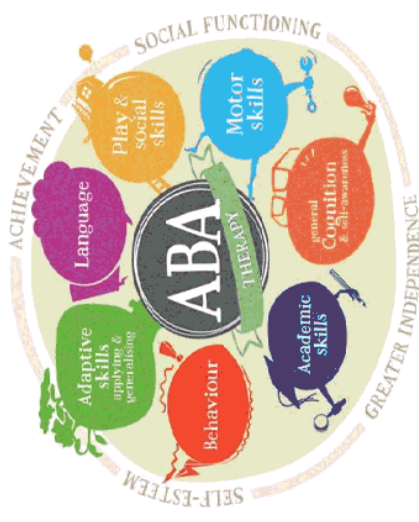 ACHIEVEMENT
SOCIAL FUNCTIONING
GREATER INDEPENDENCE
SELF-ESTEEM
ABA
THERAPY
Language
Play &
social
skills
Motor
skills
general
Cognition
& self-awareness
Academic
skills
Behaviour
Adaptive
skills
applying &
generalising